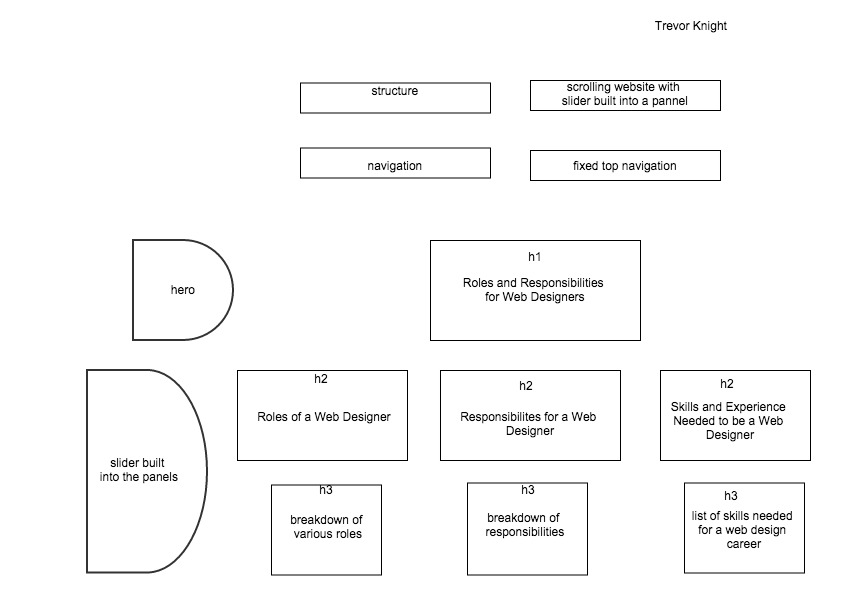 Trevor Knight
structure
scrolling website with
slider built into a pannel
navigation
fixed top navigation
hero
h1
Roles and Responsibilities
for Web Designers
slider built
into the panels
h2
Roles of a Web Designer
h2
Responsibilites for a Web
Designer
h2
Skills and Experience
Needed to be a Web
Designer
h3
breakdown of
various roles
h3
breakdown of
responsibilities
h3
list of skills needed
for a web design
career